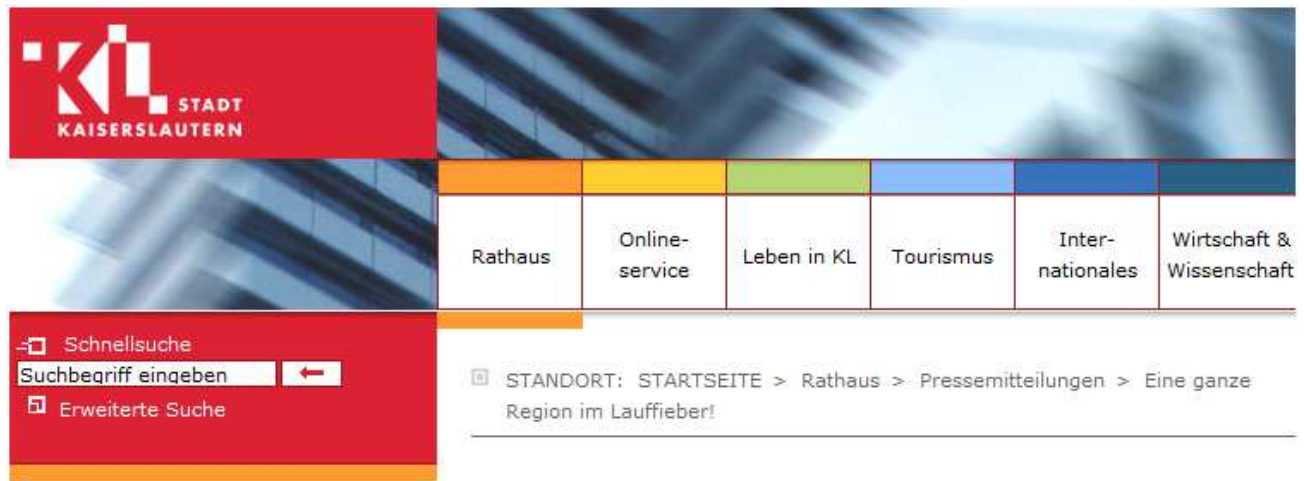 KL STADT
KAISERSLAUTERN
Rathaus
Online-
service
Leben in KL
Tourismus
Inter-
nationales
Wirtschaft &
Wissenschaft
Schnellsuche
Suchbegriff eingeben
Erweiterte Suche
STANDORT: STARTSEITE > Rathaus > Pressemitteilungen > Eine ganze
Region im Lauffieber!